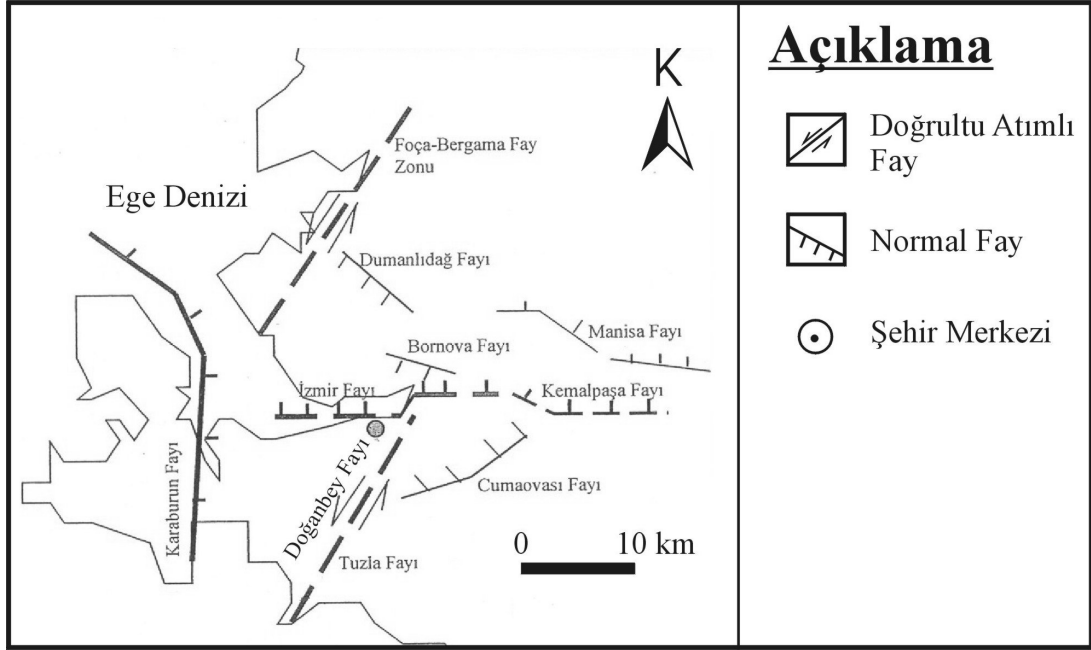 K
Foça-Bergama Fay
Zonu
Ege Denizi
Dumanlıdağ Fayı
Manisa Fayı
Bornova Fayı
İzmir Fayı
Kemalpaşa Fayı
Karaburun Fayı
Doğanbey Fayı
Cumaovası Fayı
Tuzla Fayı
0 10 km
Açıklama
Doğrultu Atımlı
Fay
Normal Fay
Şehir Merkezi